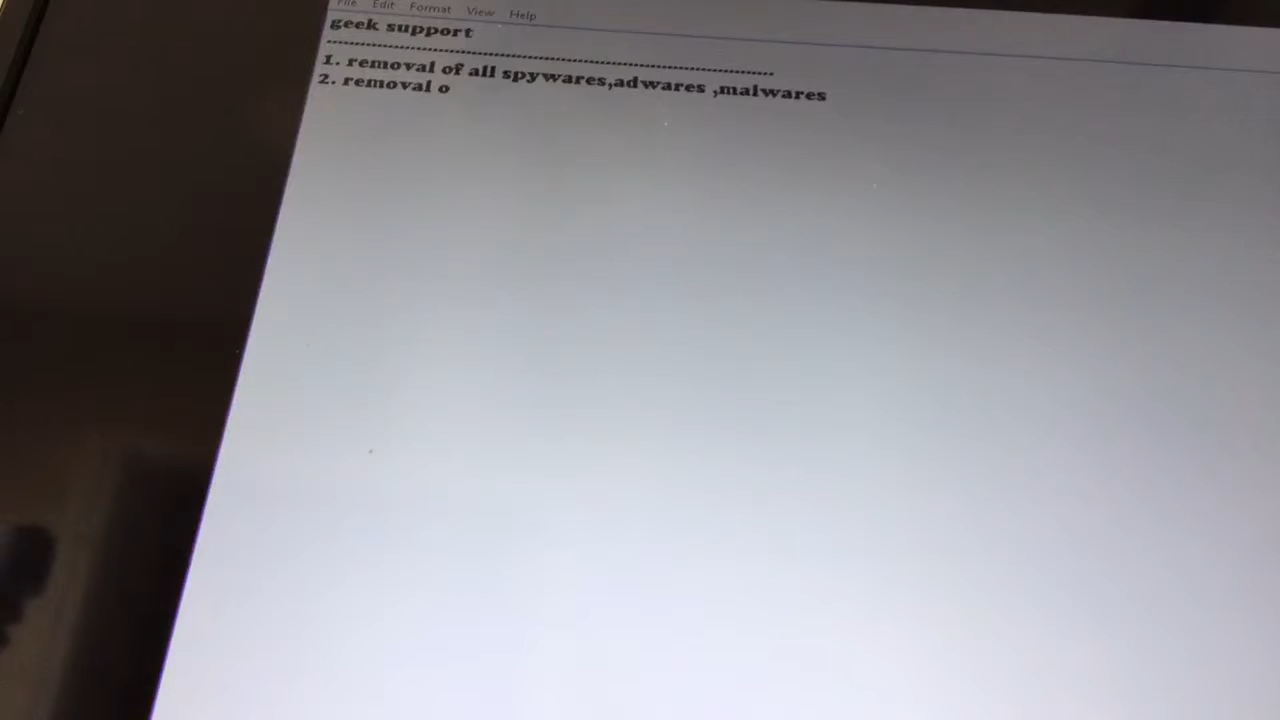 File Edit Format View Help
geek support
--------------------------------------------------------------------
1. removal of all spywares,adwares ,malwares
2. removal o